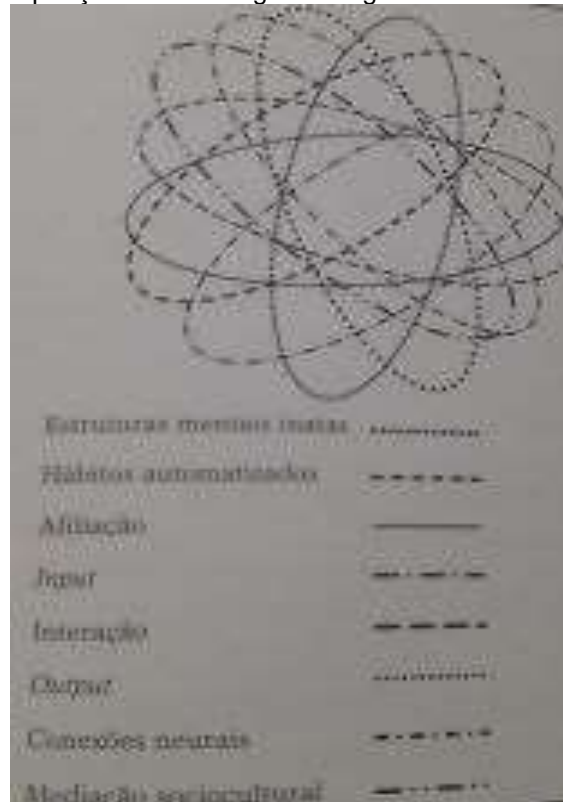 Estruturas mentais inatas
Hábitos automatizados
Afiliação
Input
Interação
Output
Conexões neurais
Mediação sociocultural